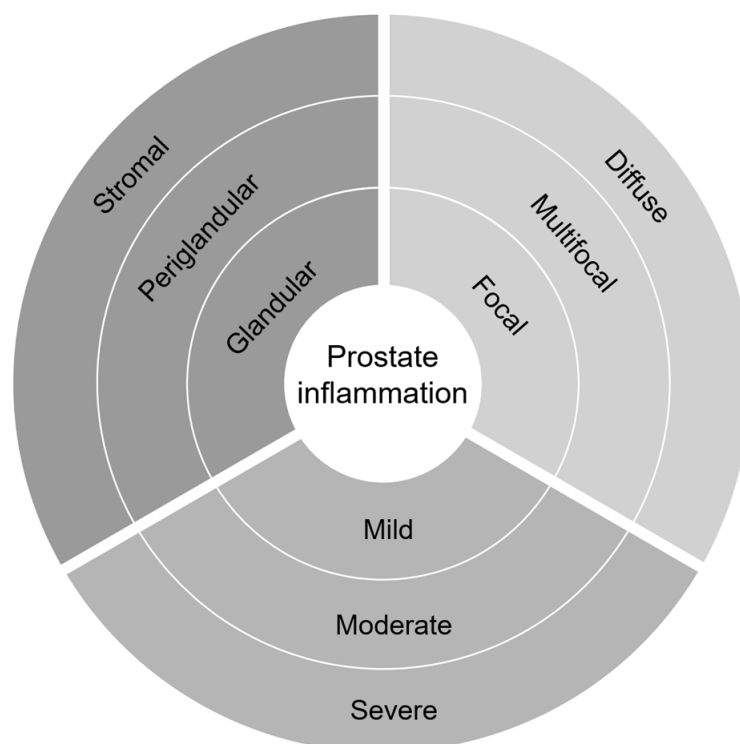 Stromal
Periglandular
Glandular
Diffuse
Multifocal
Focal
Prostate
inflammation
Mild
Moderate
Severe